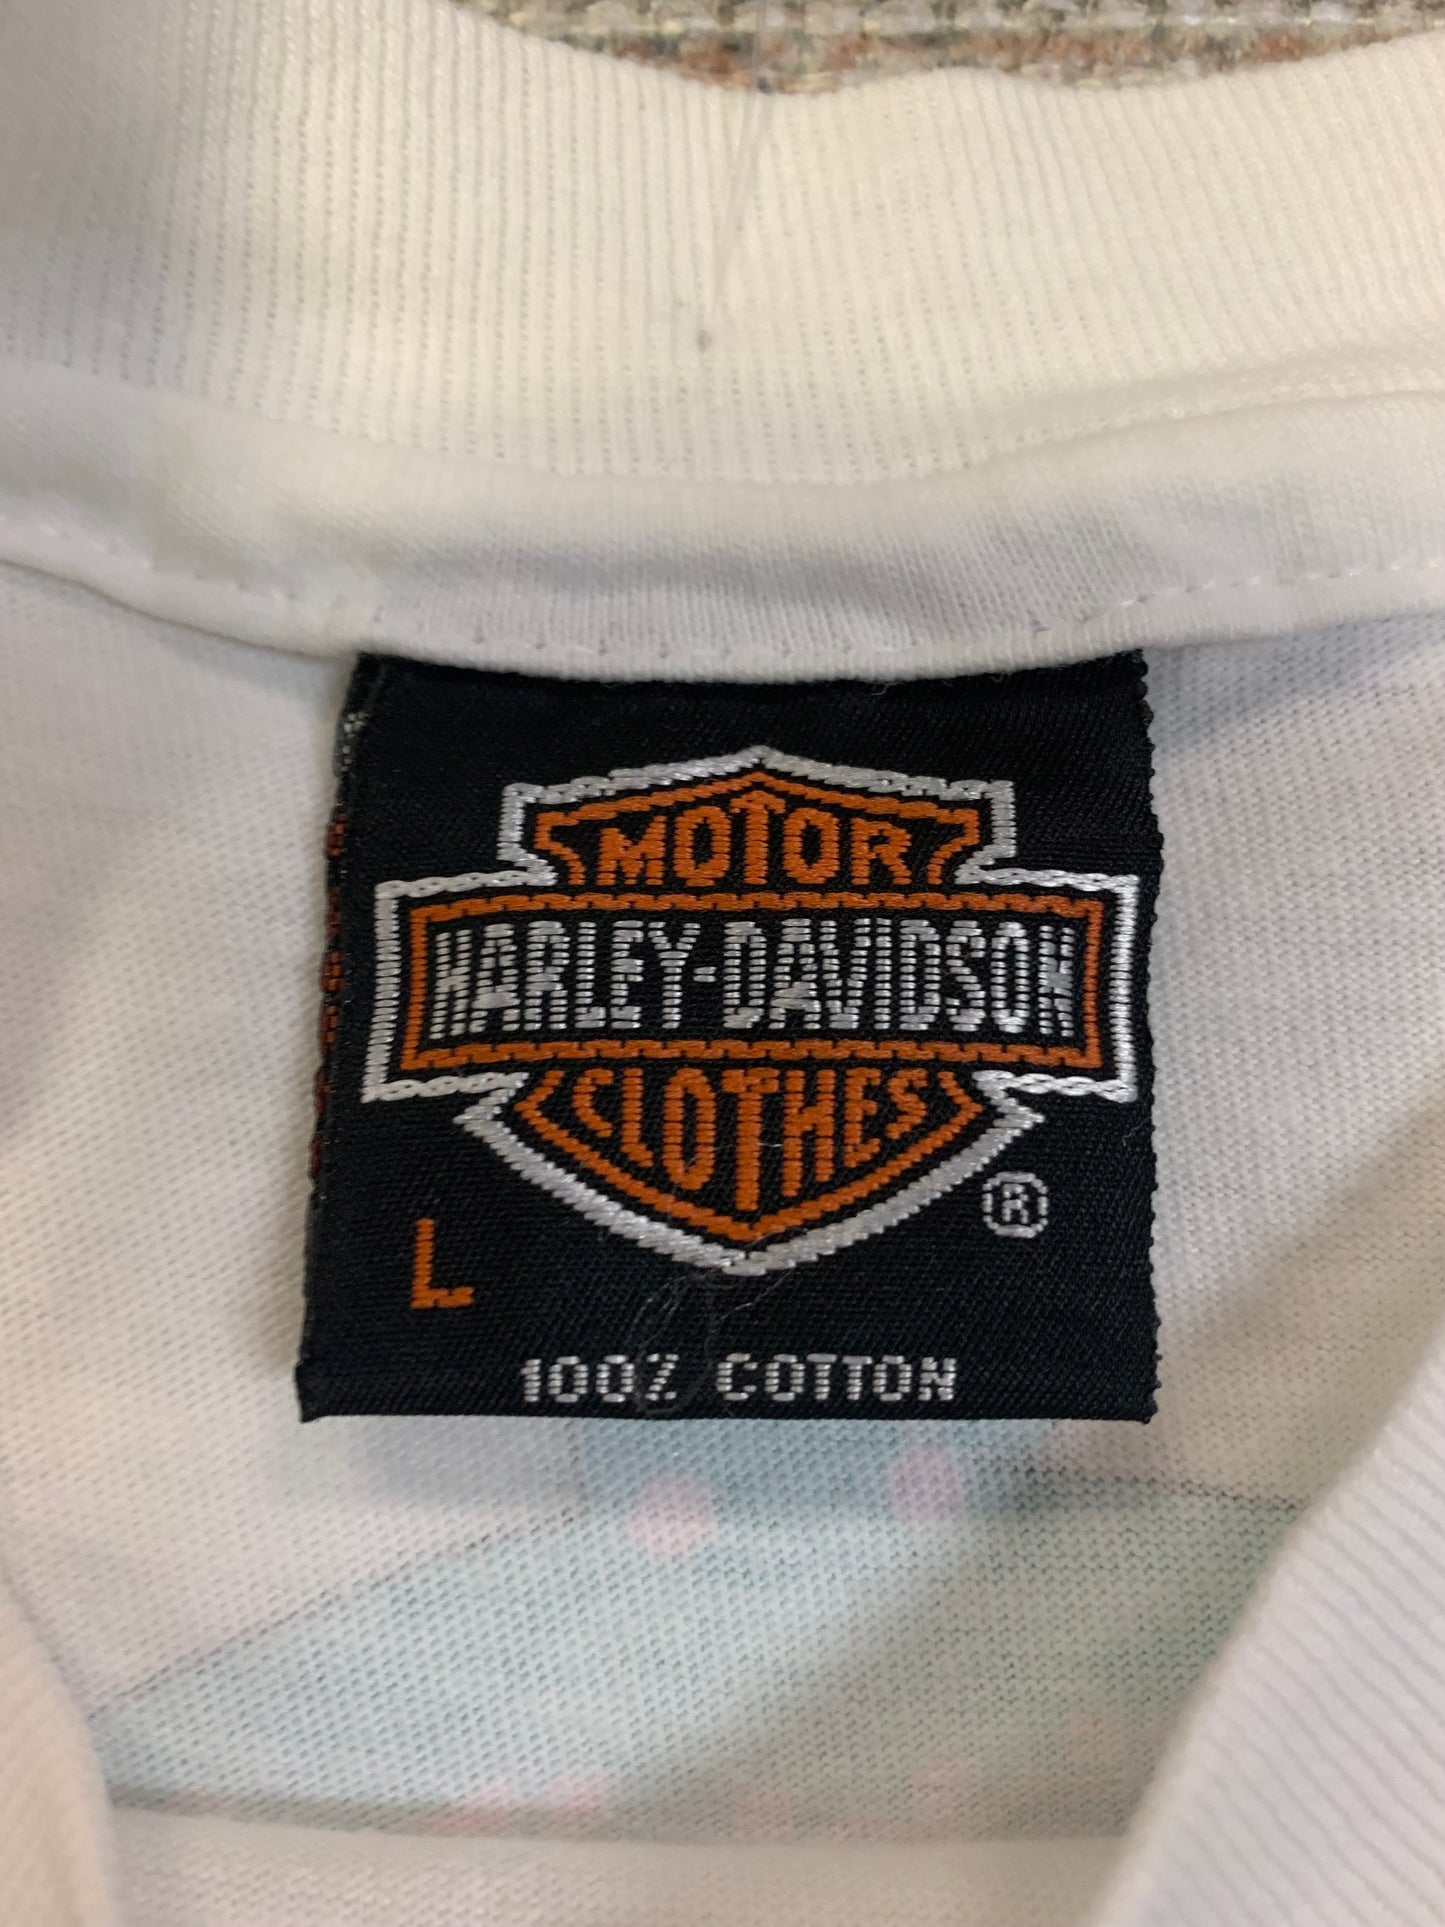 MOTOR
HARLEY-DAVIDSON
CLOTHES
®
L
100% COTTON